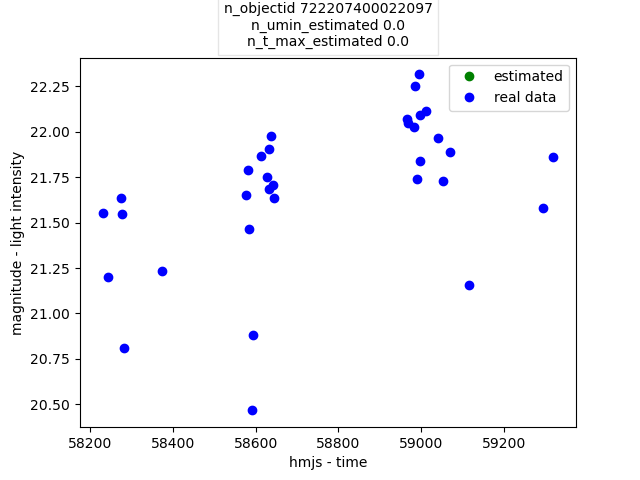 n_objectid 722207400022097
n_umin_estimated 0.0
n_t_max_estimated 0.0
estimated
real data
22.25
22.00
21.75
21.50
21.25
21.00
20.75
20.50
magnitude - light intensity
58200 58400 58600 58800 59000 59200
hmjs - time